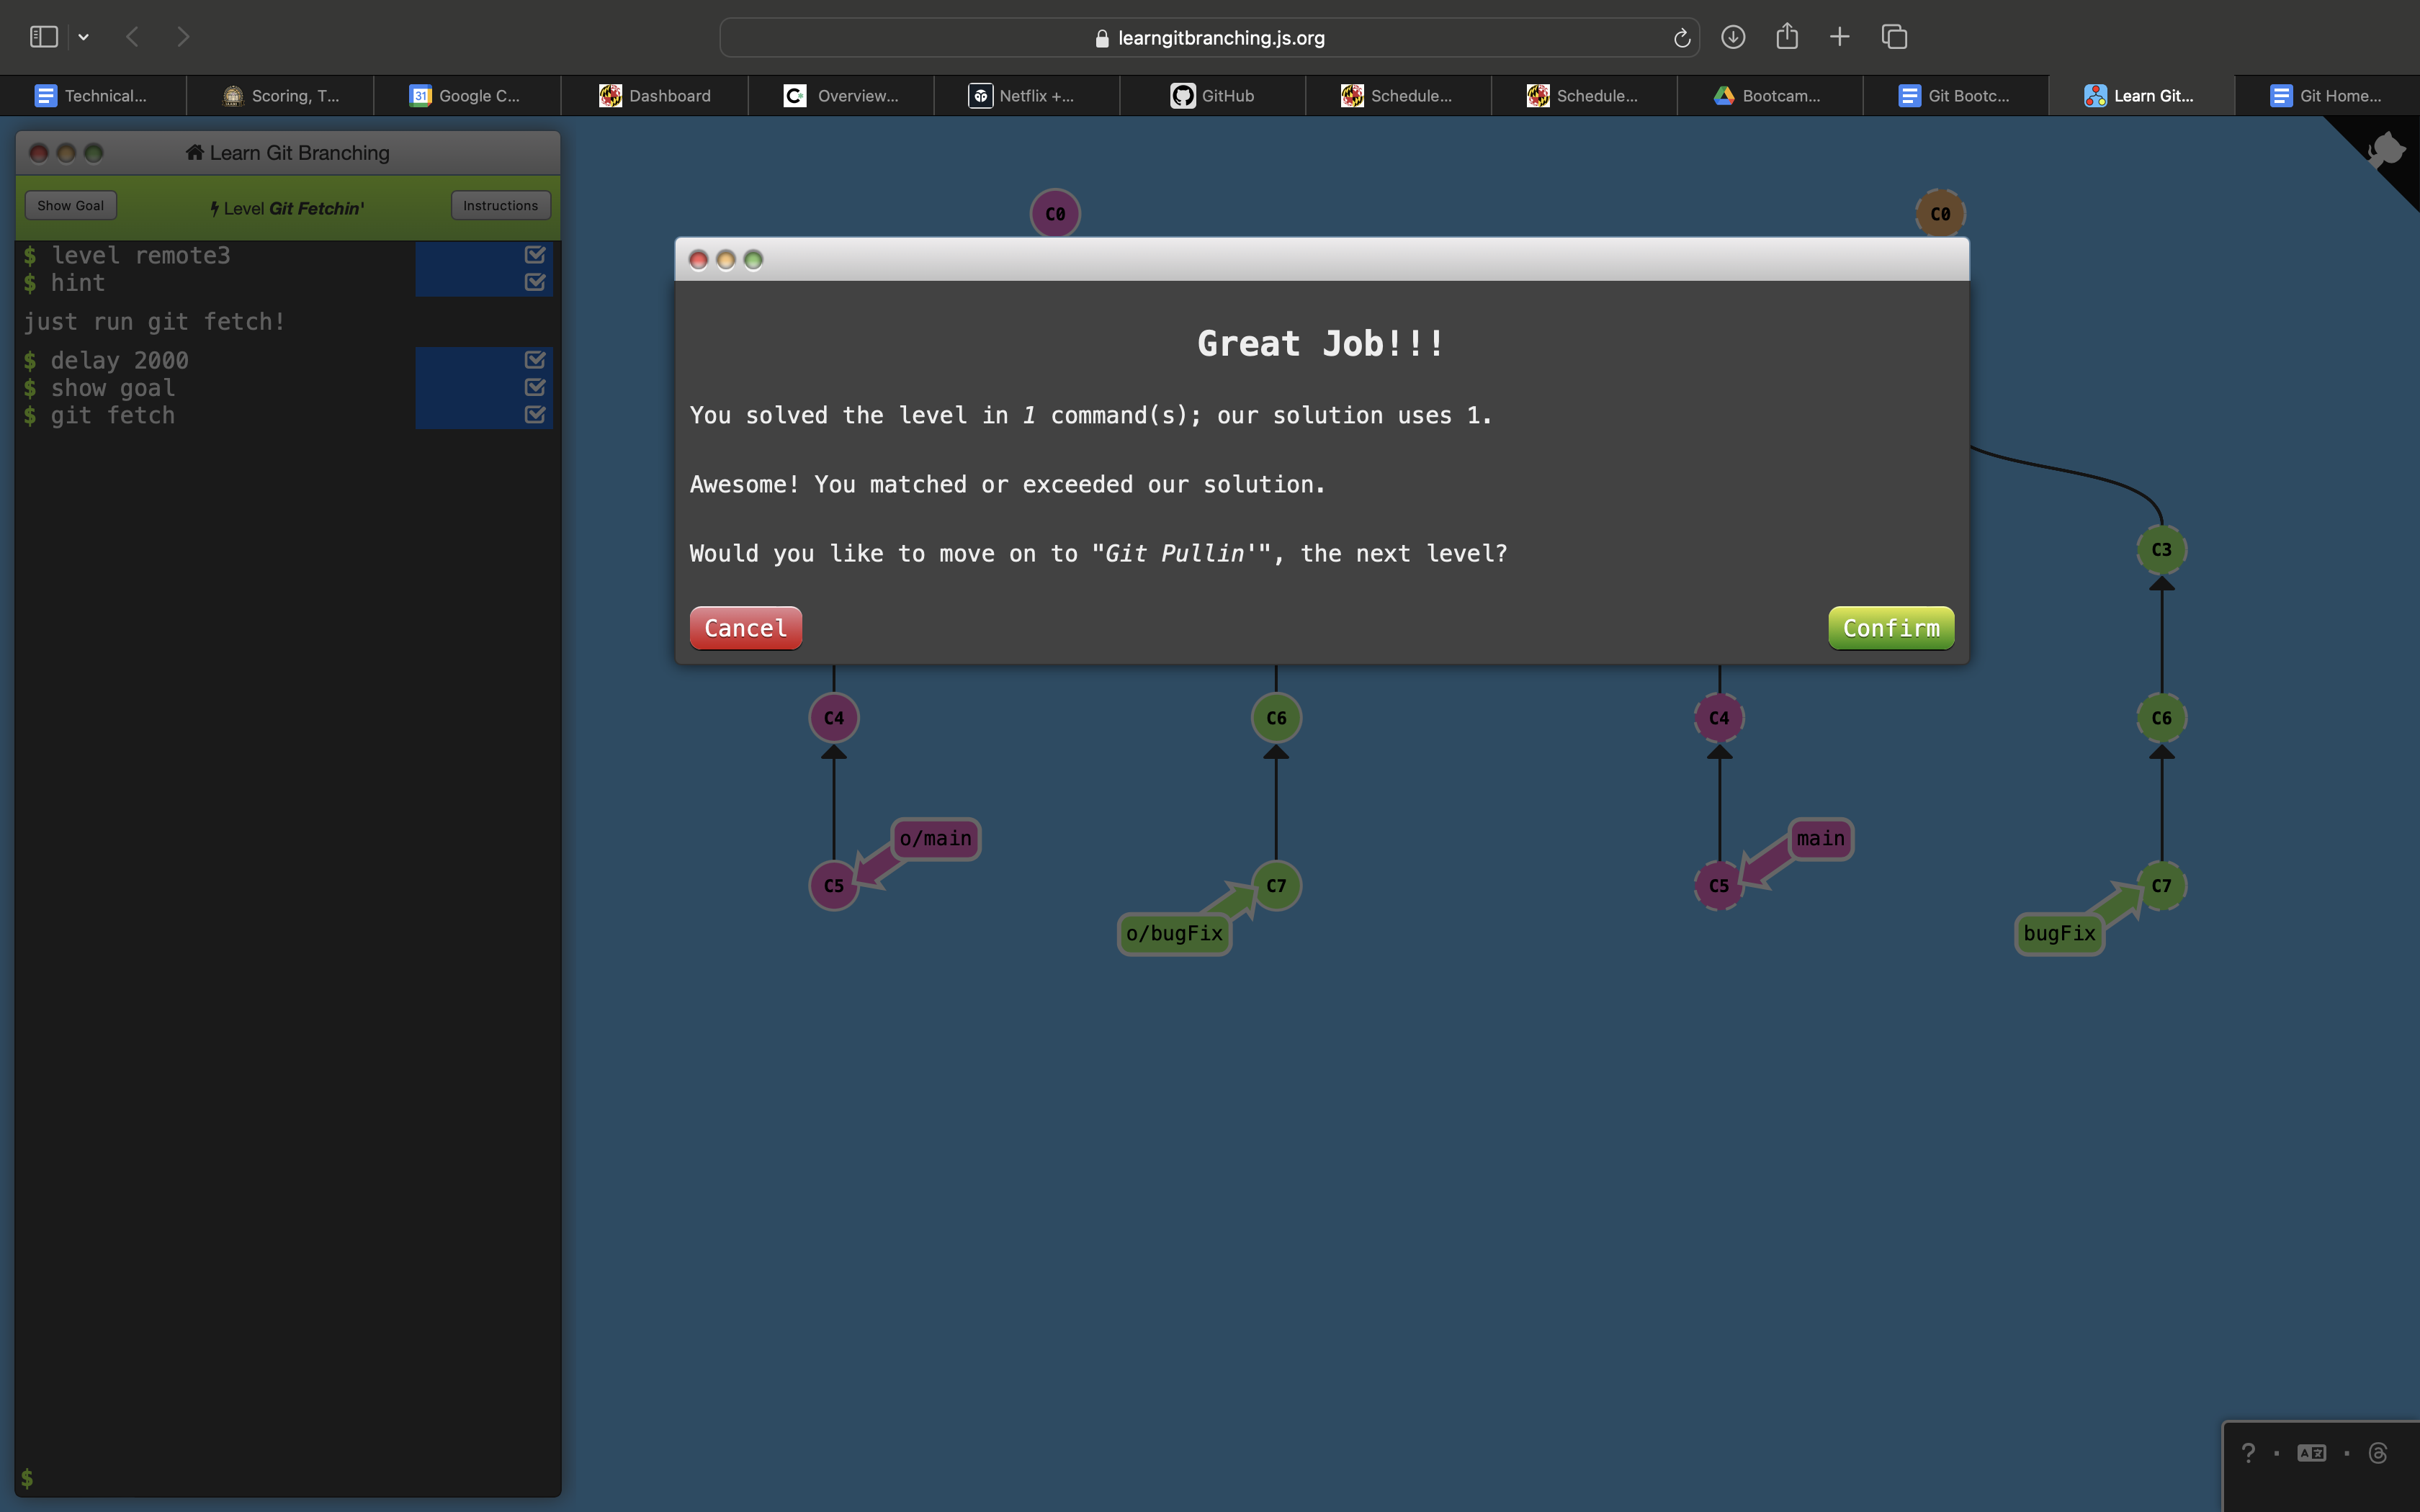 learngitbranching.js.org
Technical...
Scoring, T...
31
Google C...
Dashboard
C
Overview...
Netflix +...
GitHub
Schedule...
Schedule...
Bootcam...
Git Bootc...
Learn Git...
Git Home...
Learn Git Branching
Show Goal
Level Git Fetchin'
Instructions
$ level remote3
$ hint
just run git fetch!
$ delay 2000
$ show goal
$ git fetch
$
C0
C0
Great Job!!!
You solved the level in 1 command(s); our solution uses 1.
Awesome! You matched or exceeded our solution.
Would you like to move on to "Git Pullin'", the next level?
Cancel
Confirm
C3
C4
C6
C4
C6
o/main
main
C5
C7
C5
C7
o/bugFix
bugFix
? · A文 ·